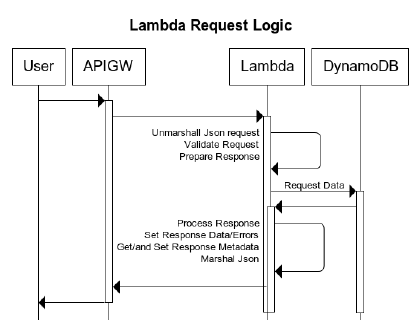 Lambda Request Logic
User
APIGW
Lambda
DynamoDB
Unmarshall Json request
Validate Request
Prepare Response
Request Data
Process Response
Set Response Data/Errors
Get/and Set Response Metadata
Marshal Json